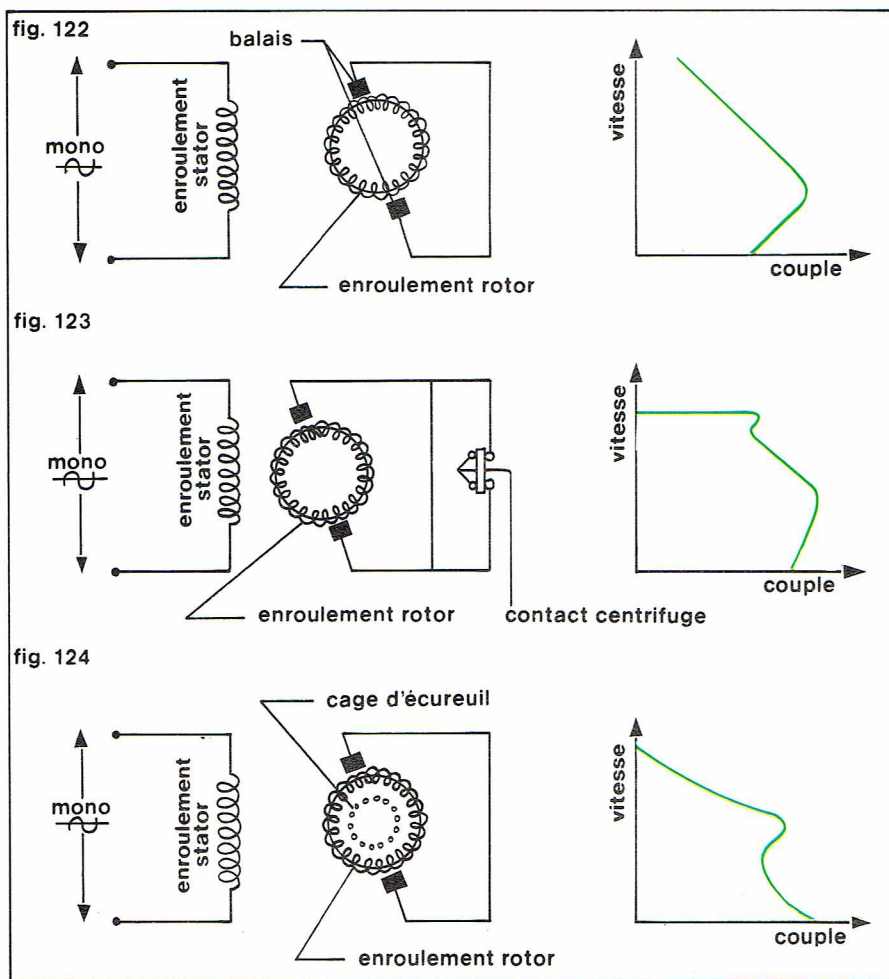 fig. 122
balais
mono
enroulement
stator
enroulement rotor
vitesse
couple
fig. 123
mono
enroulement
stator
enroulement rotor
contact centrifuge
vitesse
couple
fig. 124
cage d'écureuil
mono
enroulement
stator
enroulement rotor
vitesse
couple